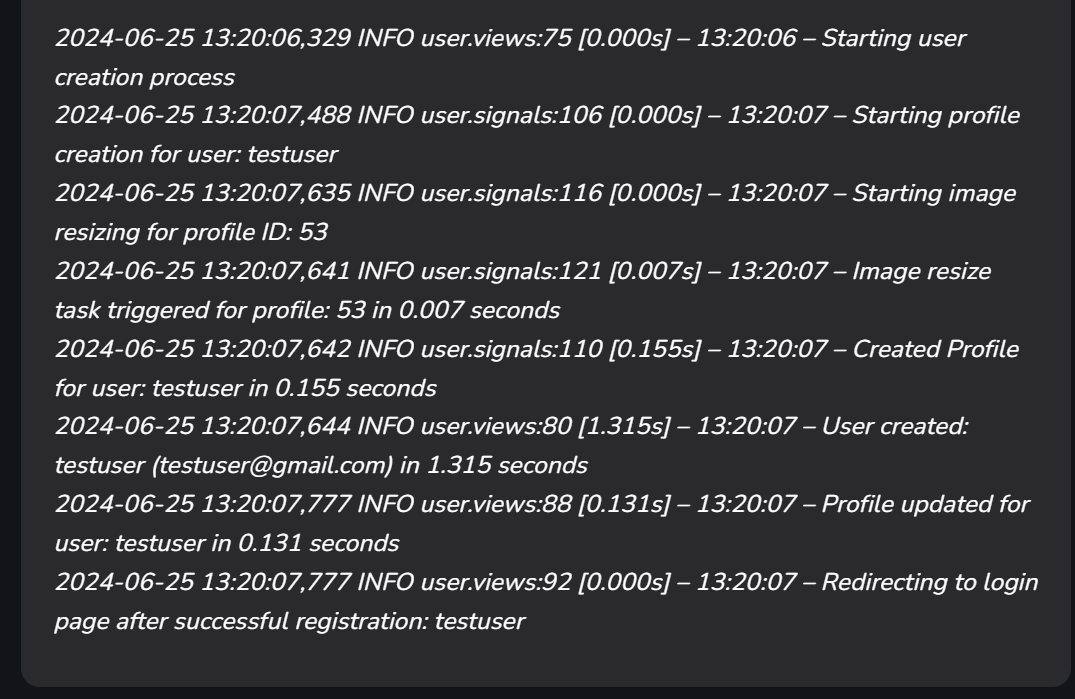 2024-06-25 13:20:06,329 INFO user.views:75 [0.000s] – 13:20:06 – Starting user
creation process
2024-06-25 13:20:07,488 INFO user.signals:106 [0.000s] – 13:20:07 – Starting profile
creation for user: testuser
2024-06-25 13:20:07,635 INFO user.signals:116 [0.000s] – 13:20:07 – Starting image
resizing for profile ID: 53
2024-06-25 13:20:07,641 INFO user.signals:121 [0.007s] – 13:20:07 – Image resize
task triggered for profile: 53 in 0.007 seconds
2024-06-25 13:20:07,642 INFO user.signals:110 [0.155s] – 13:20:07 – Created Profile
for user: testuser in 0.155 seconds
2024-06-25 13:20:07,644 INFO user.views:80 [1.315s] – 13:20:07 – User created:
testuser (testuser@gmail.com) in 1.315 seconds
2024-06-25 13:20:07,777 INFO user.views:88 [0.131s] – 13:20:07 – Profile updated for
user: testuser in 0.131 seconds
2024-06-25 13:20:07,777 INFO user.views:92 [0.000s] – 13:20:07 – Redirecting to login
page after successful registration: testuser